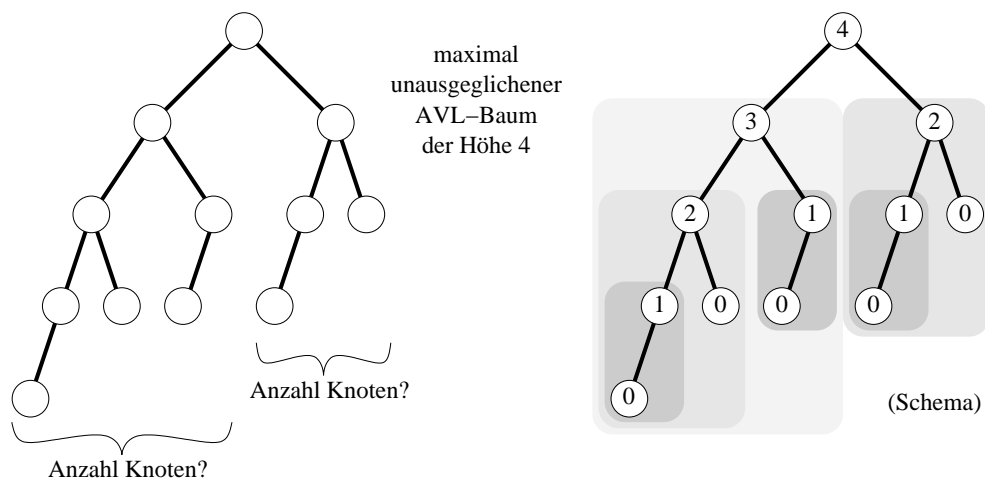 maximal
unausgeglichener
AVL–Baum
der Höhe 4
Anzahl Knoten?
Anzahl Knoten?
4
3
2
2
1
1
0
1
0
0
0
0
(Schema)